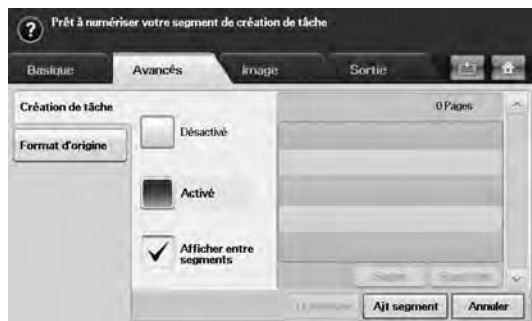 Prêt à numériser votre segment de création de tâche
Basique
Avancés
Image
Sortie
Création de tâche
0 Pages
Désactivé
Format d'origine
Activé
Afficher entre
segments
Ajt segment
Annuler